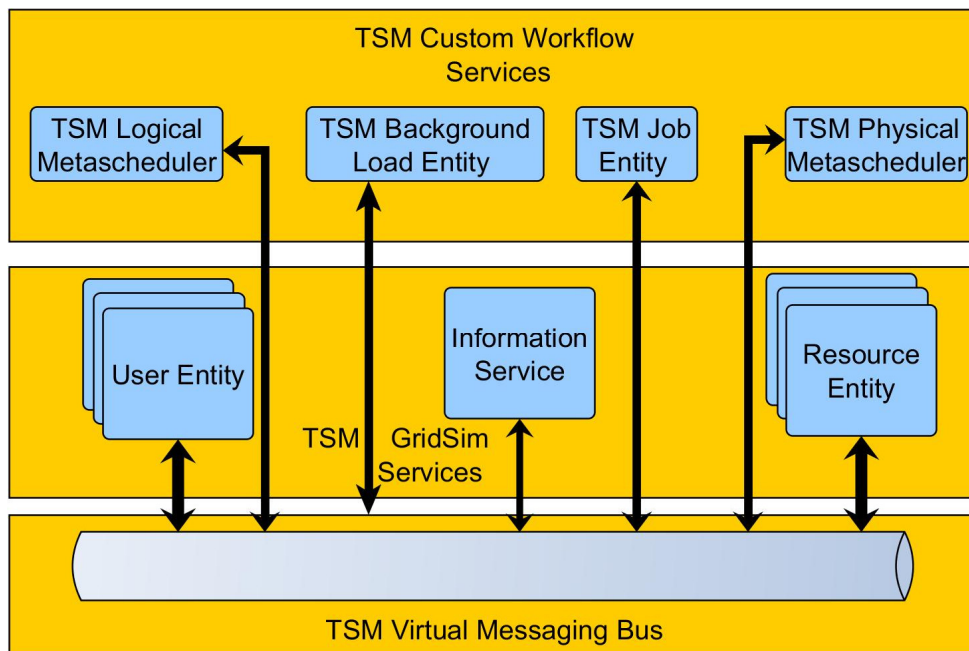 TSM Custom Workflow
Services
TSM Logical
Metascheduler
TSM Background
Load Entity
TSM Job
Entity
TSM Physical
Metascheduler
User Entity
Information
Service
Resource
Entity
TSM GridSim
Services
TSM Virtual Messaging Bus